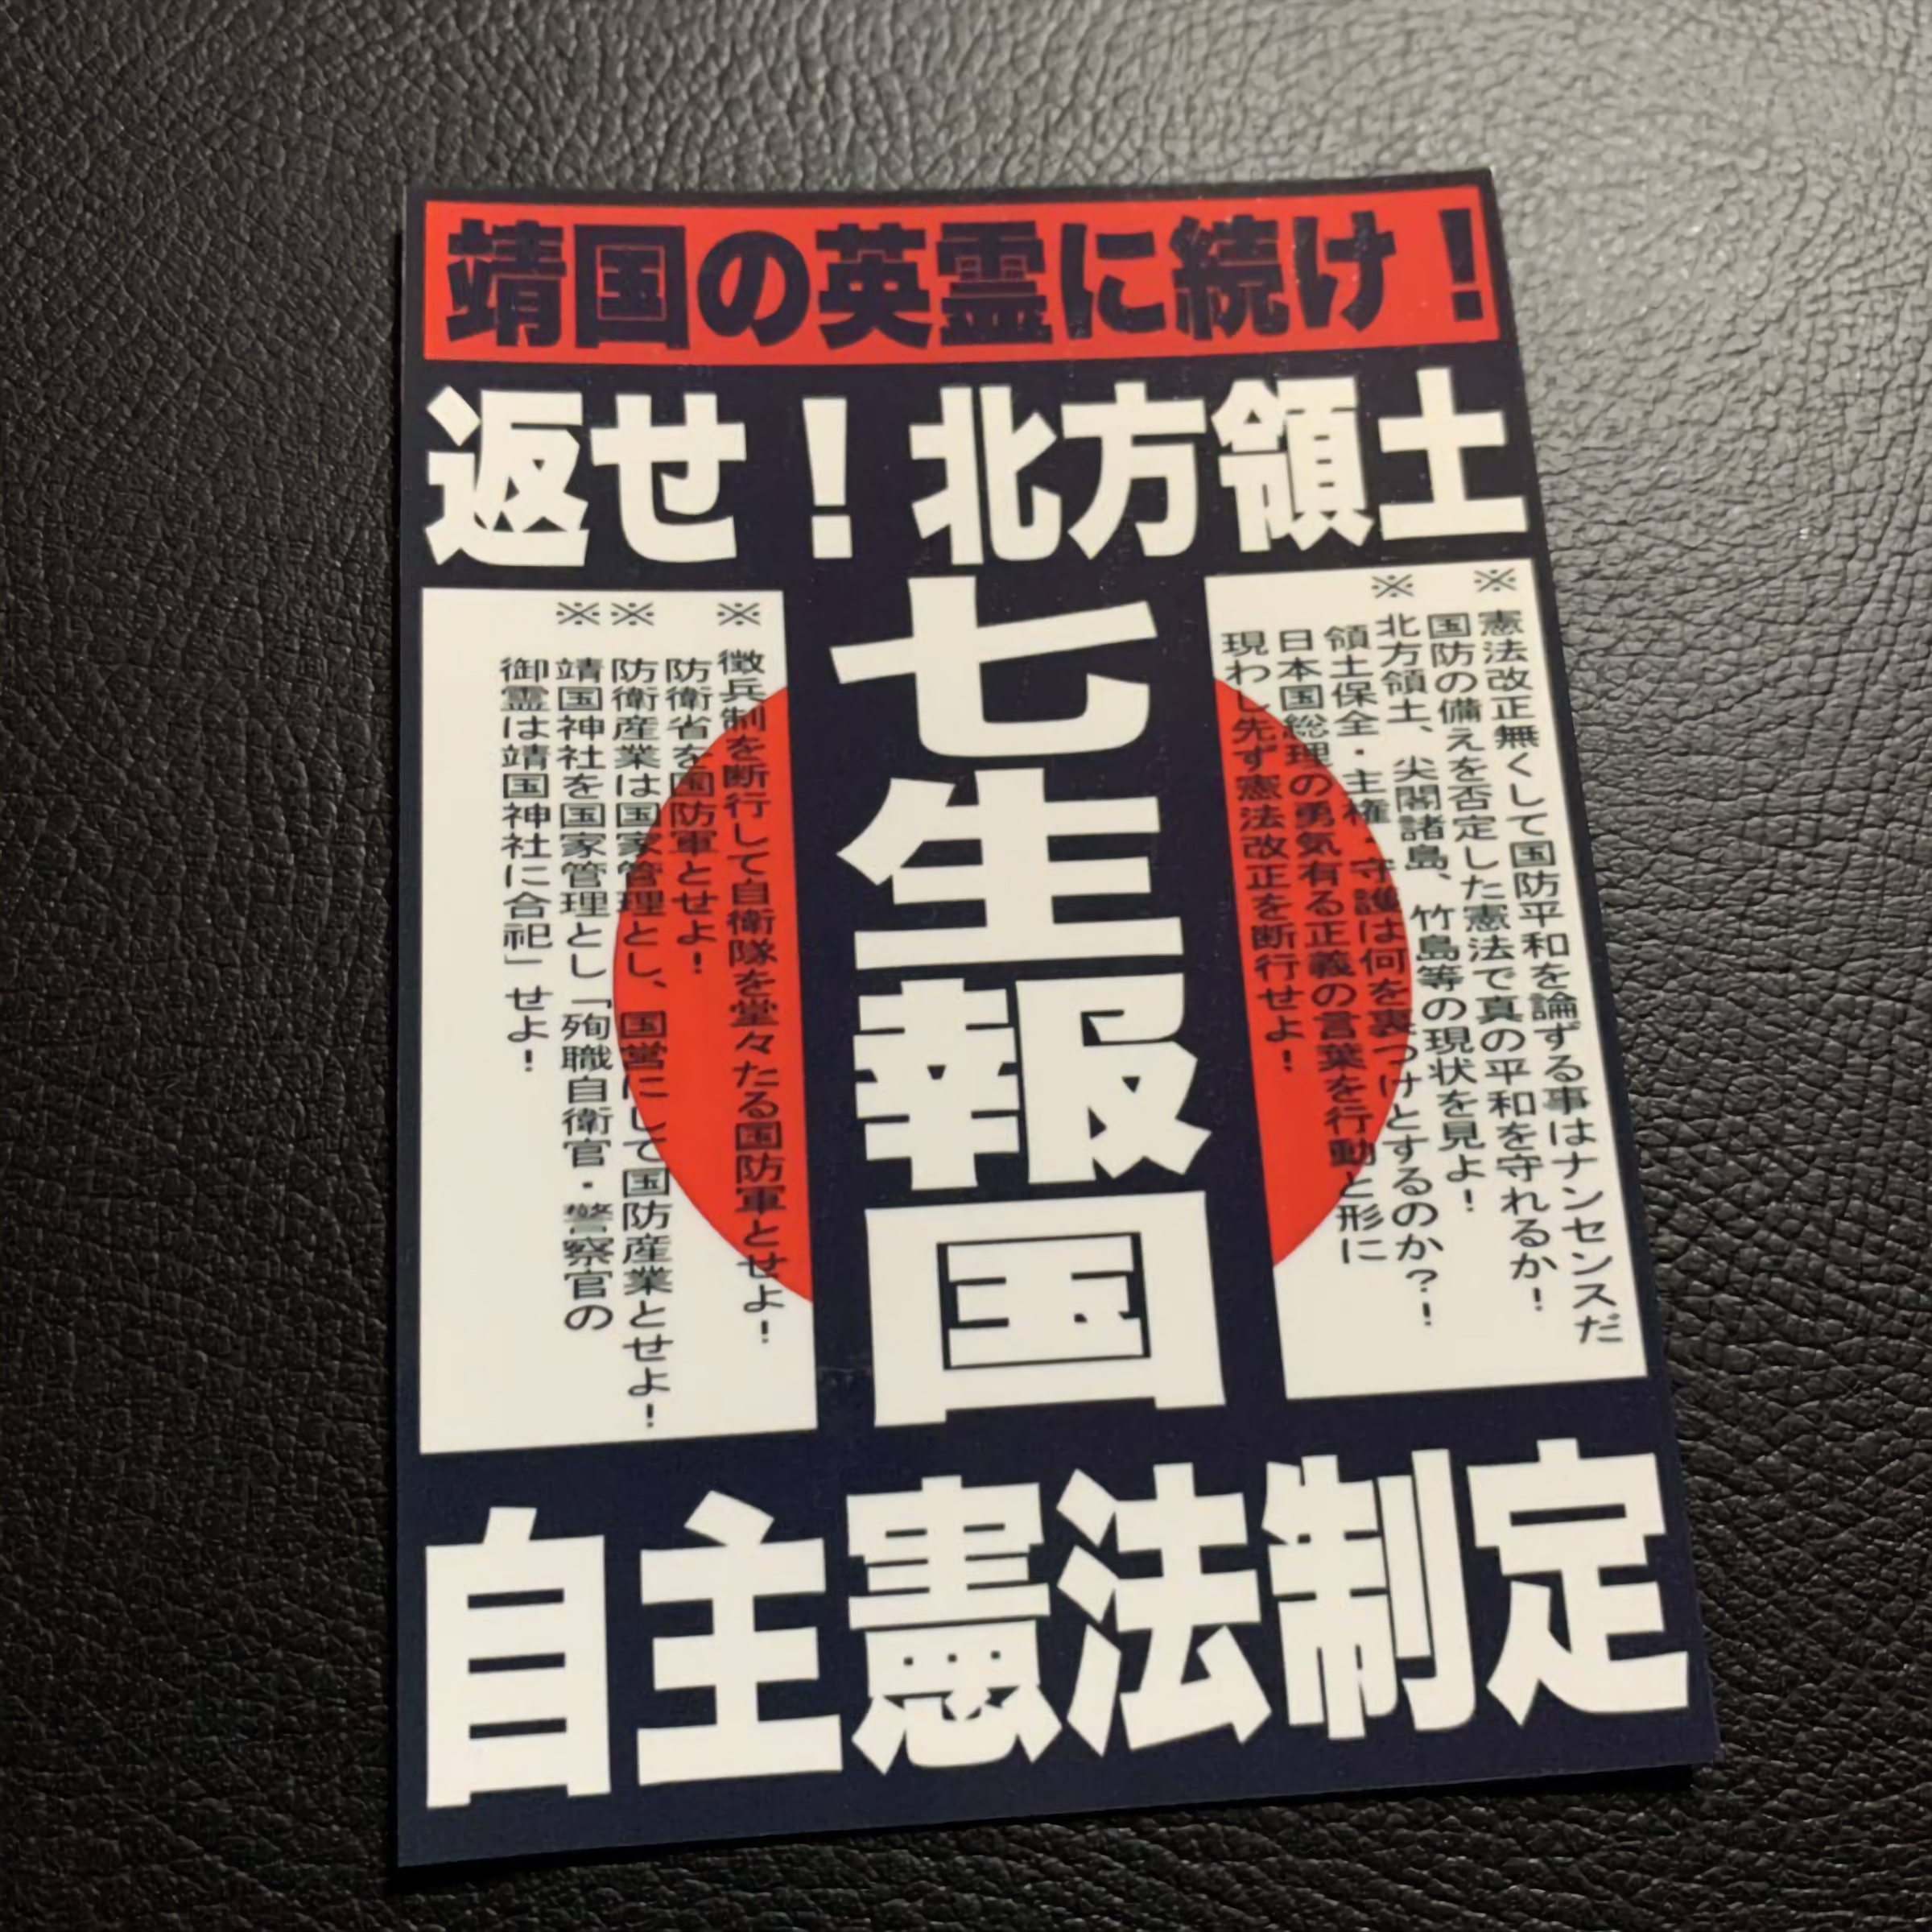 靖国の英霊に続け！
返せ！北方領土
※憲法改正無くして国防平和を論ずる事はナンセンスだ
国防の備えを否定した憲法で真の平和を守れるか！
※北方領土、尖閣諸島、竹島等の現状を見よ！
領土保全・主権・守護は何を裏つけとするのか？！
日本国総理の勇気有る正義の言葉を行動と形に
現わし先ず憲法改正を断行せよ！
七生報国
※徴兵制を断行して自衛隊を堂々たる国防軍とせよ！
防衛省を国防軍とせよ！
※防衛産業は国家管理とし、国営にして国防産業とせよ！
※靖国神社を国家管理とし「殉職自衛官・警察官の
御霊は靖国神社に合祀」せよ！
自主憲法制定